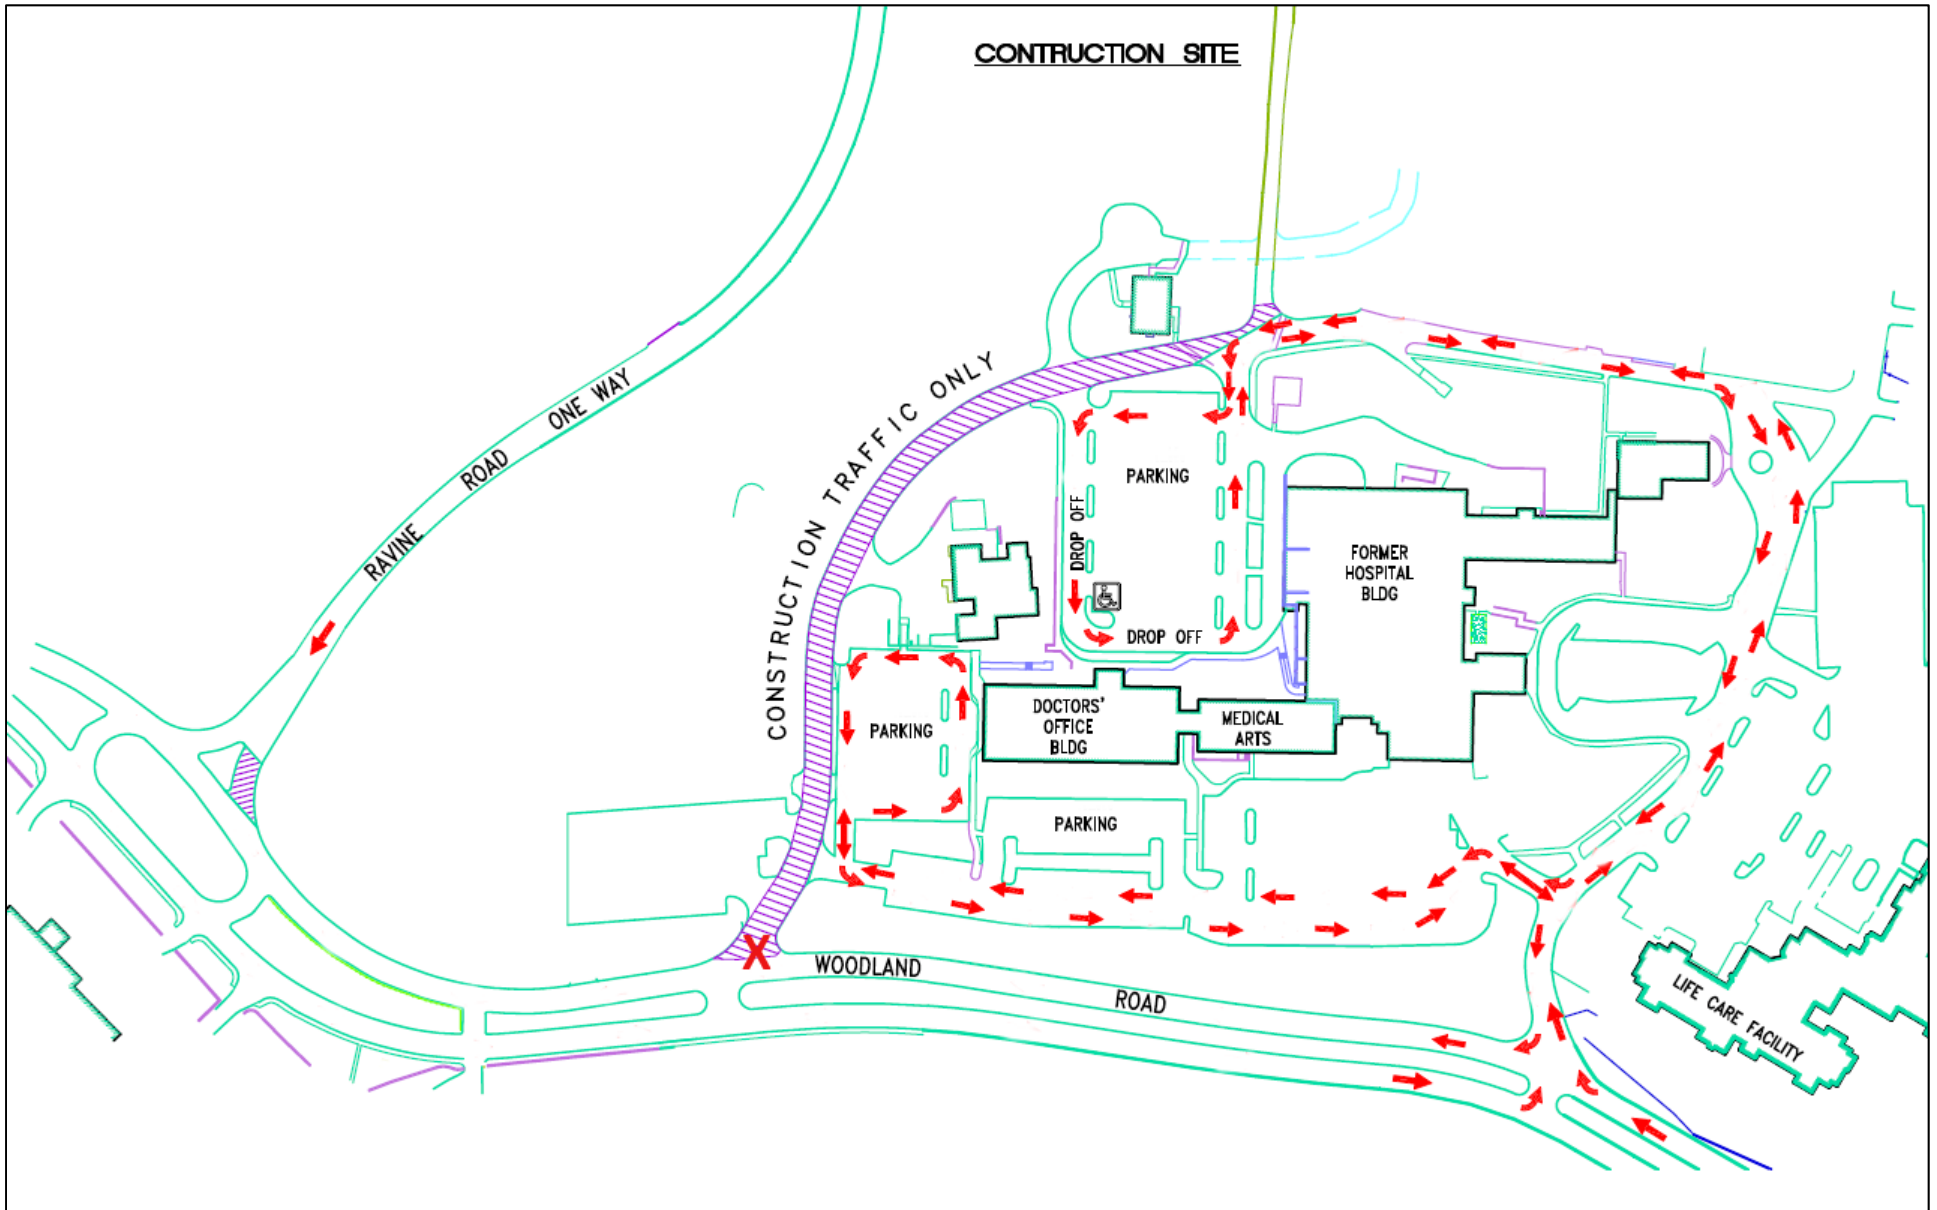 CONTRUCTION SITE
CONSTRUCTION TRAFFIC ONLY
RAVINE ROAD ONE WAY
PARKING
DROP OFF
DROP OFF
FORMER
HOSPITAL
BLDG
DOCTORS'
OFFICE
BLDG
MEDICAL
ARTS
PARKING
PARKING
X
WOODLAND ROAD
LIFE CARE FACILITY